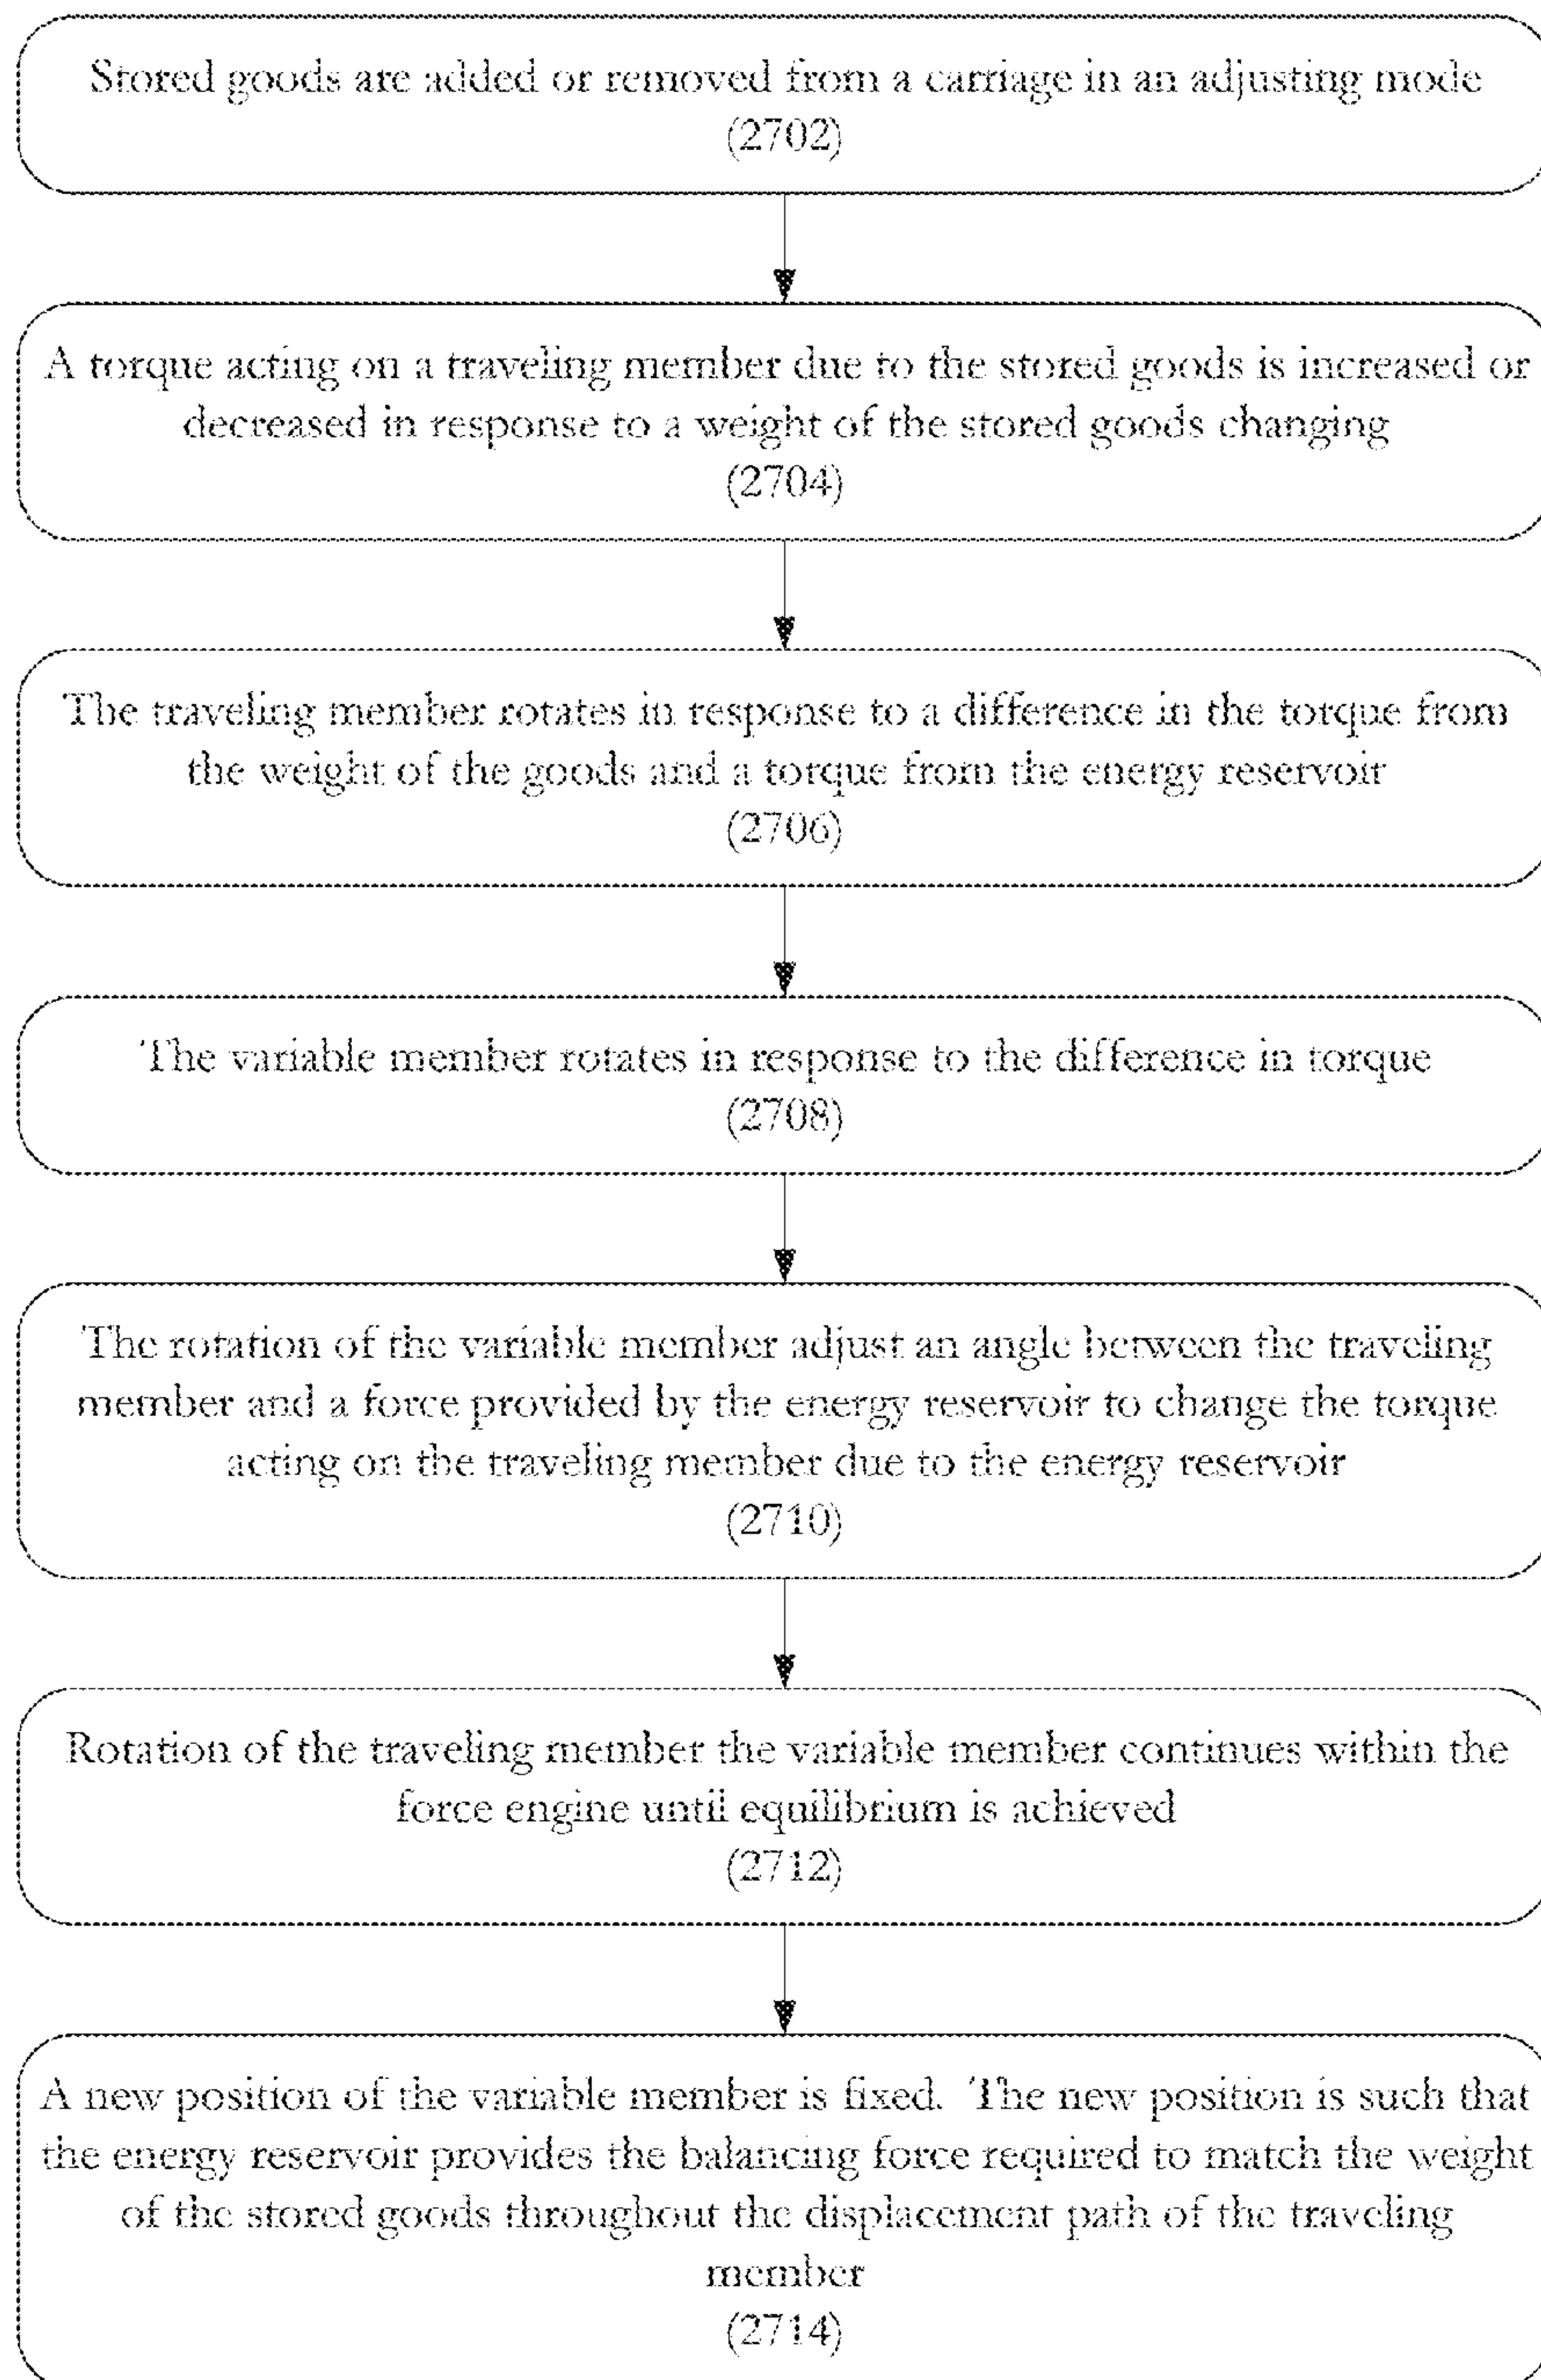 Stored goods are added or removed from a carriage in an adjusting mode
(2702)
A torque acting on a traveling member due to the stored goods is increased or
decreased in response to a weight of the stored goods changing
(2704)
The traveling member rotates in response to a difference in the torque from
the weight of the goods and a torque from the energy reservoir
(2706)
The variable member rotates in response to the difference in torque
(2708)
The rotation of the variable member adjust an angle between the traveling
member and a force provided by the energy reservoir to change the torque
acting on the traveling member due to the energy reservoir
(2710)
Rotation of the traveling member the variable member continues within the
force engine until equilibrium is achieved
(2712)
A new position of the variable member is fixed. The new position is such that
the energy reservoir provides the balancing force required to match the weight
of the stored goods throughout the displacement path of the traveling
member
(2714)